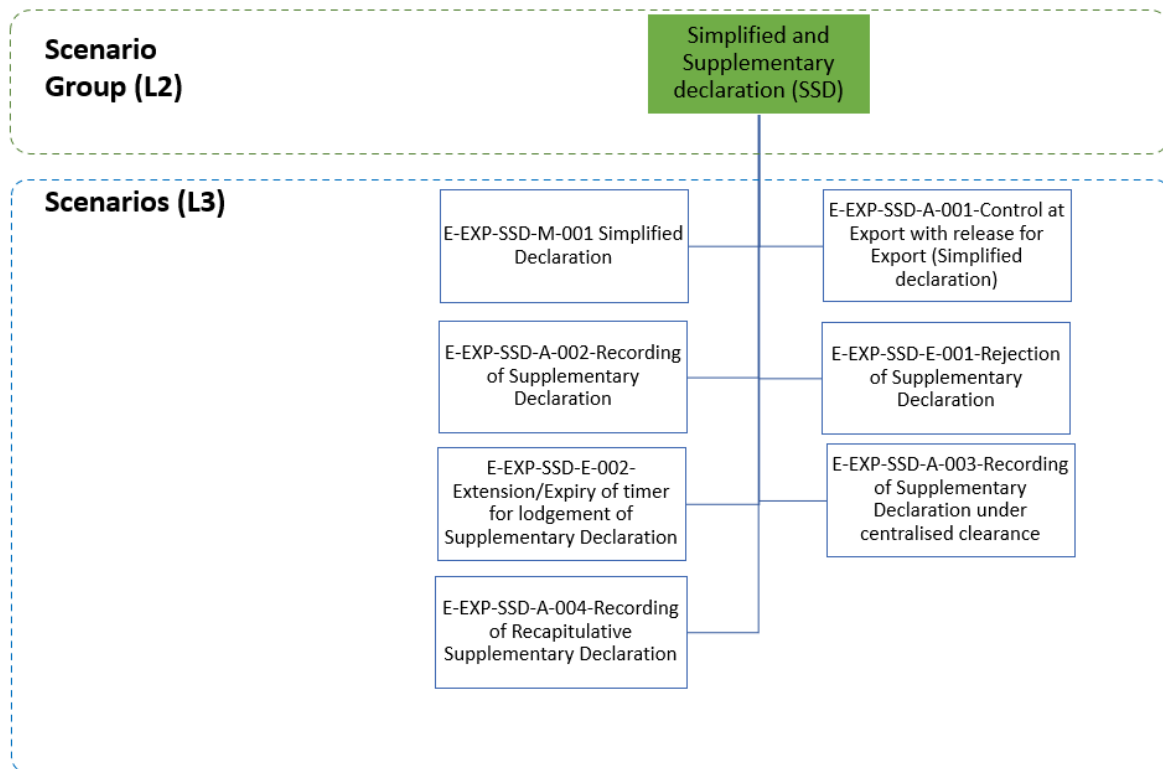 Scenario
Group (L2)
Simplified and
Supplementary
declaration (SSD)
Scenarios (L3)
E-EXP-SSD-M-001 Simplified
Declaration
E-EXP-SSD-A-001-Control at
Export with release for
Export (Simplified
declaration)
E-EXP-SSD-A-002-Recording
of Supplementary
Declaration
E-EXP-SSD-E-001-Rejection
of Supplementary
Declaration
E-EXP-SSD-E-002-
Extension/Expiry of timer
for lodgement of
Supplementary Declaration
E-EXP-SSD-A-003-Recording
of Supplementary
Declaration under
centralised clearance
E-EXP-SSD-A-004-Recording
of Recapitulative
Supplementary Declaration